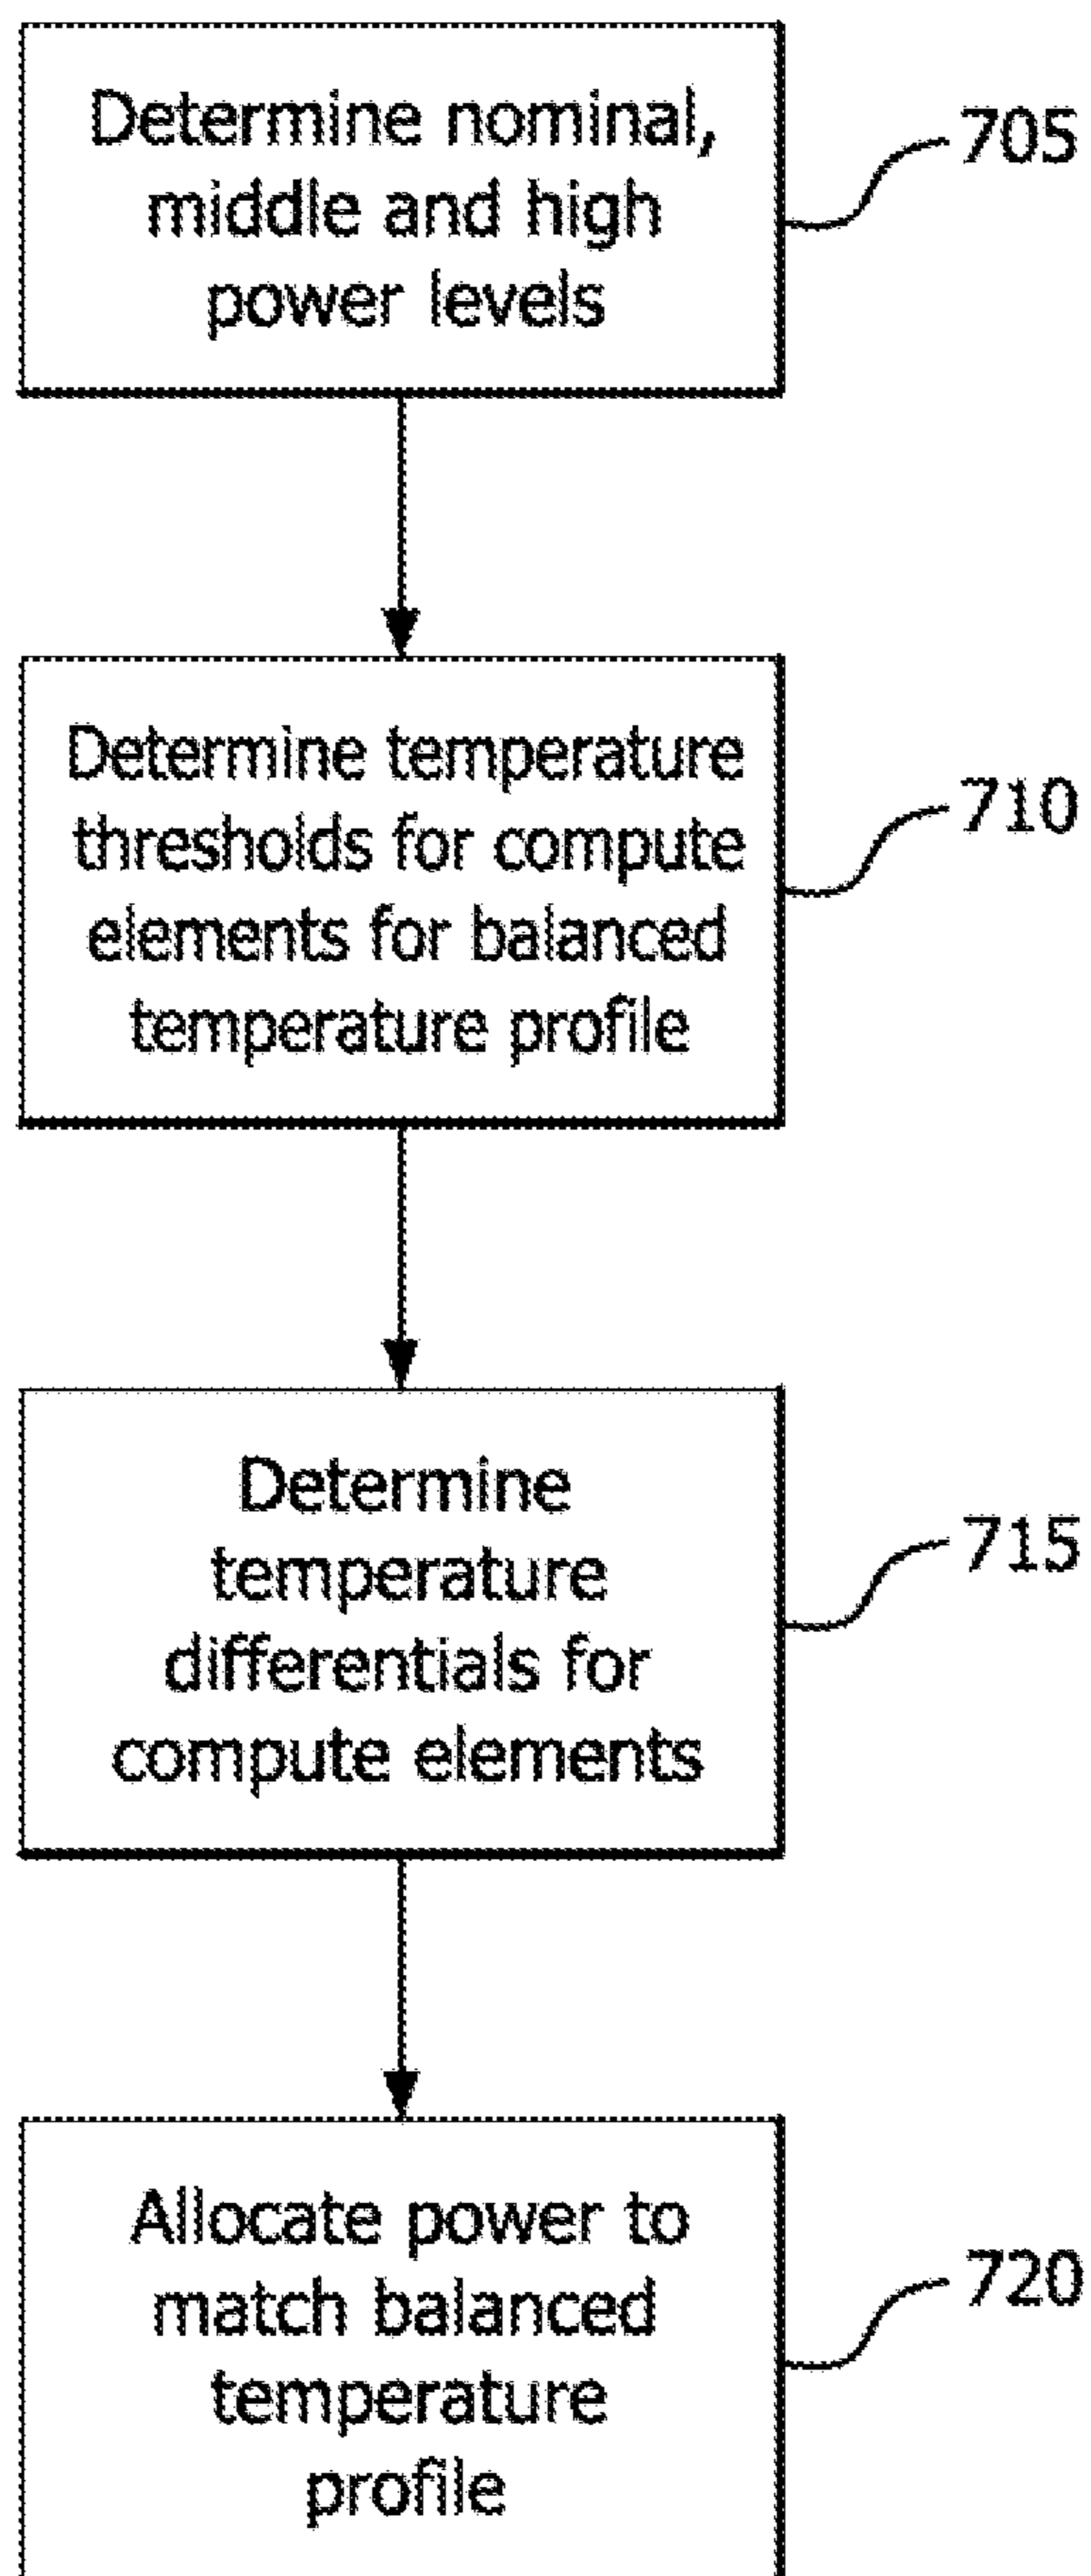 Determine nominal,
middle and high
power levels
705
Determine temperature
thresholds for compute
elements for balanced
temperature profile
710
Determine
temperature
differentials for
compute elements
715
Allocate power to
match balanced
temperature
profile
720